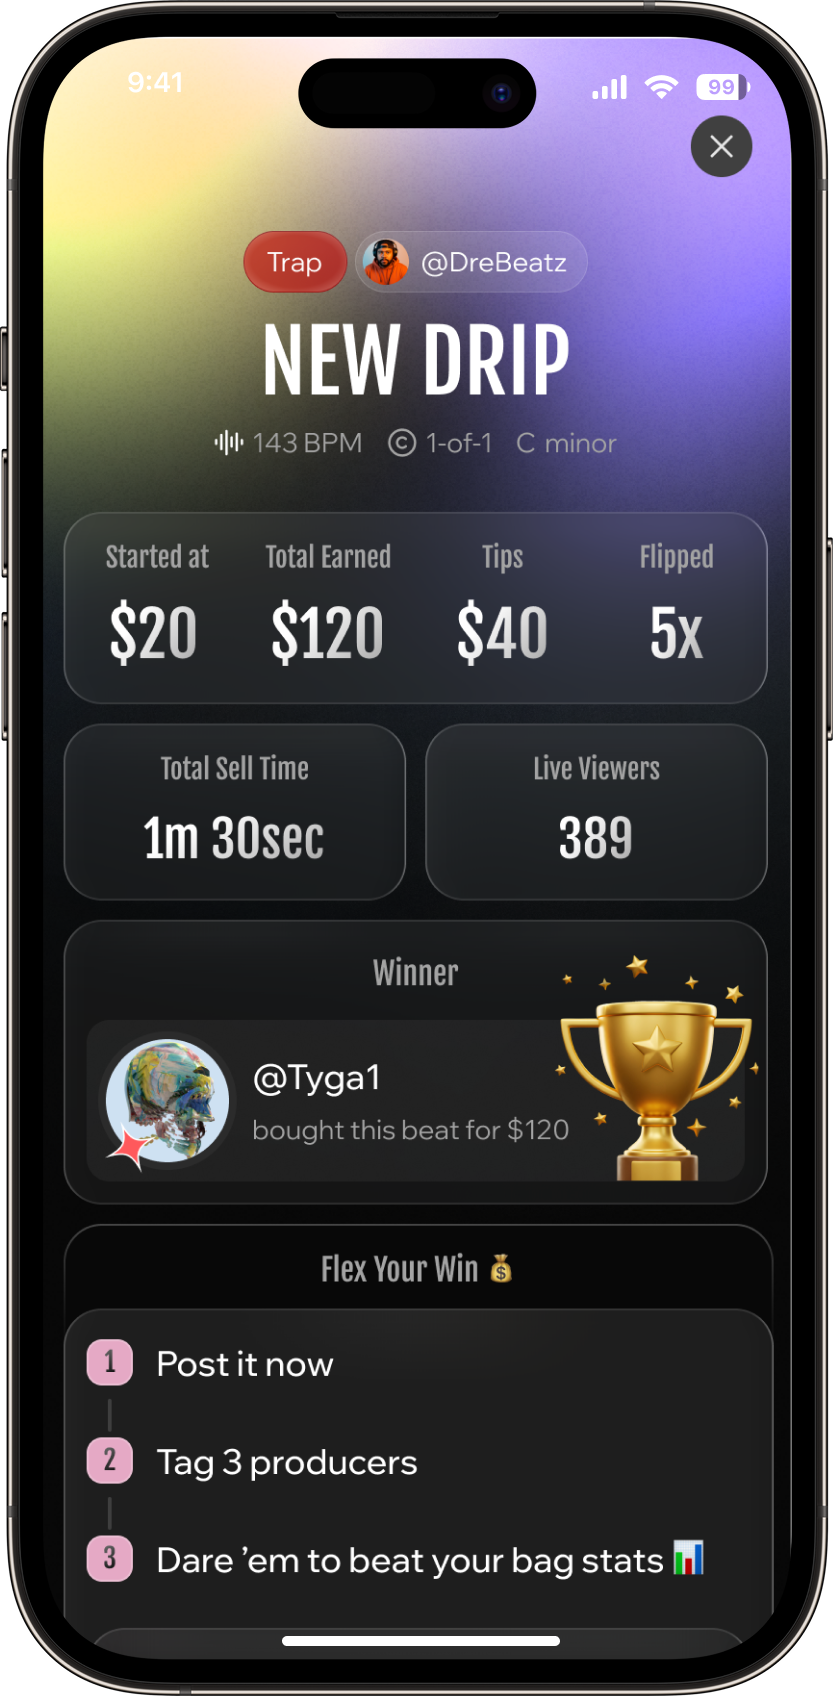 9:41
99
Trap @DreBeatz
NEW DRIP
143 BPM © 1-of-1 C minor
Started at Total Earned Tips Flipped
$20 $120 $40 5x
Total Sell Time Live Viewers
1m 30sec 389
Winner
@Tyga1
bought this beat for $120
Flex Your Win 💰
1 Post it now
2 Tag 3 producers
3 Dare ’em to beat your bag stats 📊